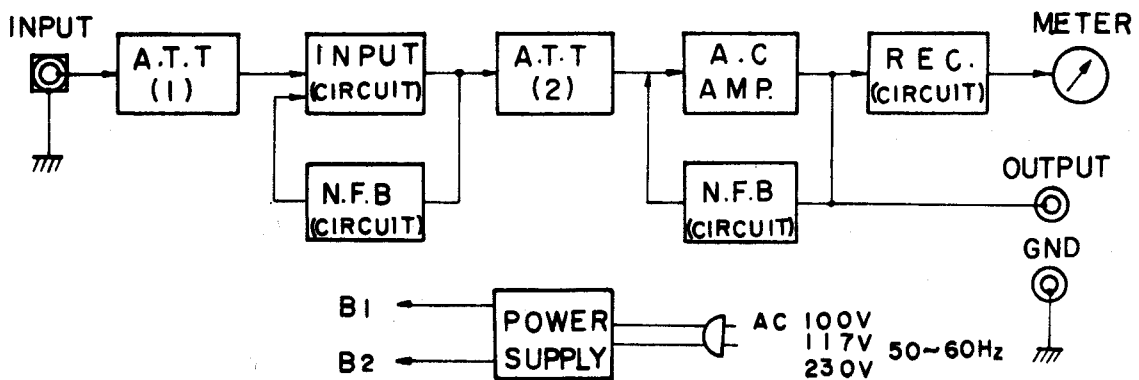 INPUT
A.T.T
(1)
INPUT
(CIRCUIT)
A.T.T
(2)
A.C
AMP.
REC.
(CIRCUIT)
METER
N.F.B
(CIRCUIT)
N.F.B
(CIRCUIT)
OUTPUT
GND
B1
B2
POWER
SUPPLY
AC 100V
117V
230V
50~60Hz